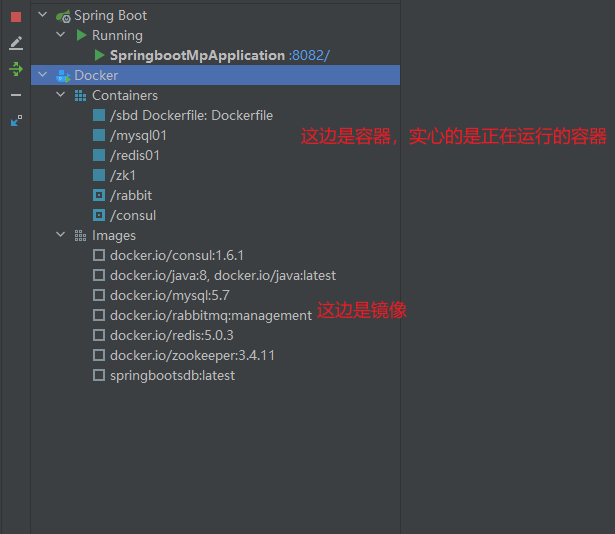 Spring Boot
Running
SpringbootMpApplication :8082/
Docker
Containers
/sbd Dockerfile: Dockerfile
/mysql01
这边是容器，实心的是正在运行的容器
/redis01
/zk1
/rabbit
/consul
Images
docker.io/consul:1.6.1
docker.io/java:8, docker.io/java:latest
docker.io/mysql:5.7
docker.io/rabbitmq:management
这边是镜像
docker.io/redis:5.0.3
docker.io/zookeeper:3.4.11
springbootsdb:latest